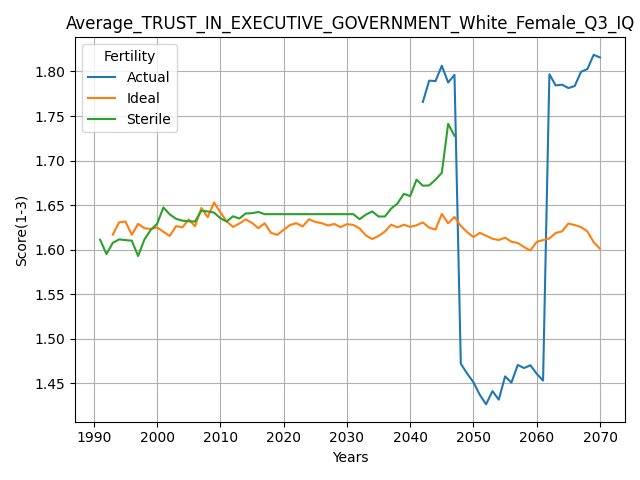 Average_TRUST_IN_EXECUTIVE_GOVERNMENT_White_Female_Q3_IQ
Fertility
Actual
Ideal
Sterile
Score(1-3)
1.80
1.75
1.70
1.65
1.60
1.55
1.50
1.45
1990 2000 2010 2020 2030 2040 2050 2060 2070
Years